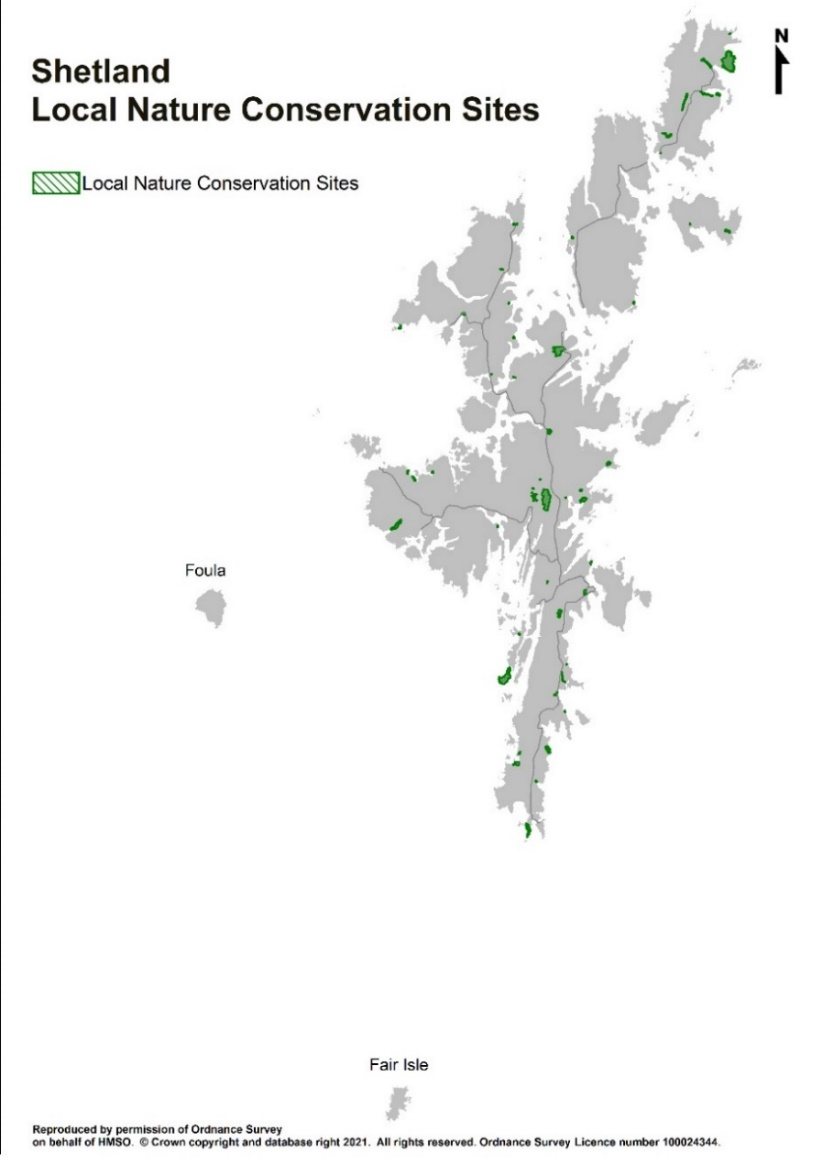 Shetland
Local Nature Conservation Sites
N
Local Nature Conservation Sites
Foula
Fair Isle
Reproduced by permission of Ordnance Survey
on behalf of HMSO. © Crown copyright and database right 2021. All rights reserved. Ordnance Survey Licence number 100024344.